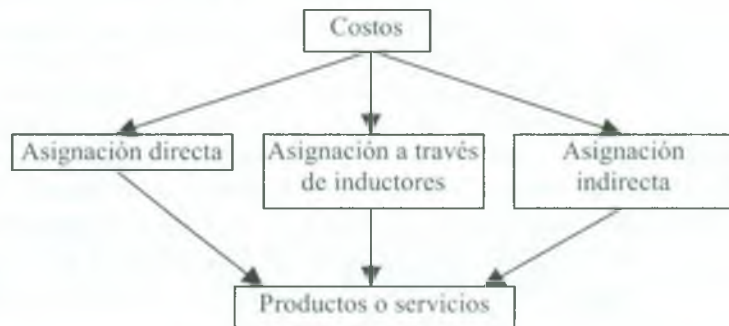 Costos
Asignación directa
Asignación a través
de inductores
Asignación
indirecta
Productos o servicios